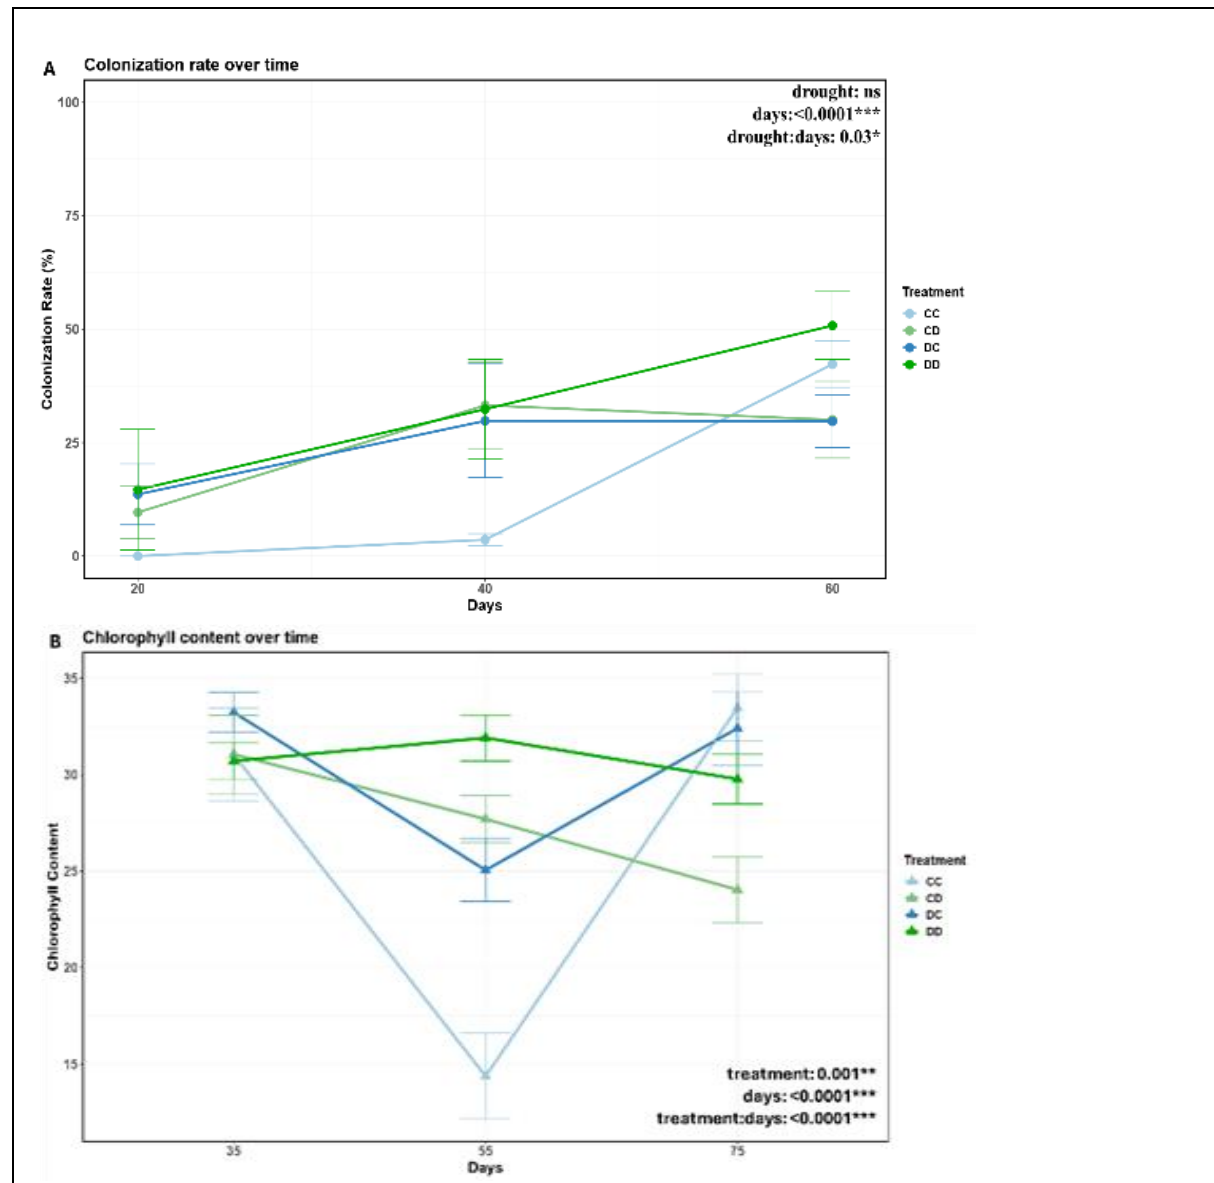 A Colonization rate over time
drought: ns
days:<0.0001***
drought:days: 0.03*
100
75
50
25
0
Colonization Rate (%)
20 40 60
Days
Treatment
CC
CD
DC
DD
B Chlorophyll content over time
35
30
25
20
15
Chlorophyll Content
treatment: 0.001**
days: <0.0001***
treatment:days: <0.0001***
35 55 75
Days
Treatment
CC
CD
DC
DD